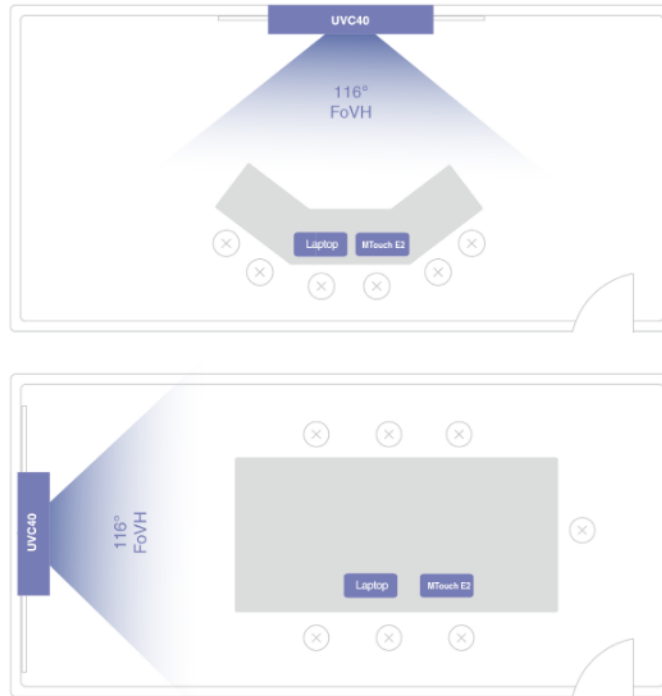 UVC40
116°
FoVH
Laptop
MTouch E2
UVC40
116°
FoVH
Laptop
MTouch E2